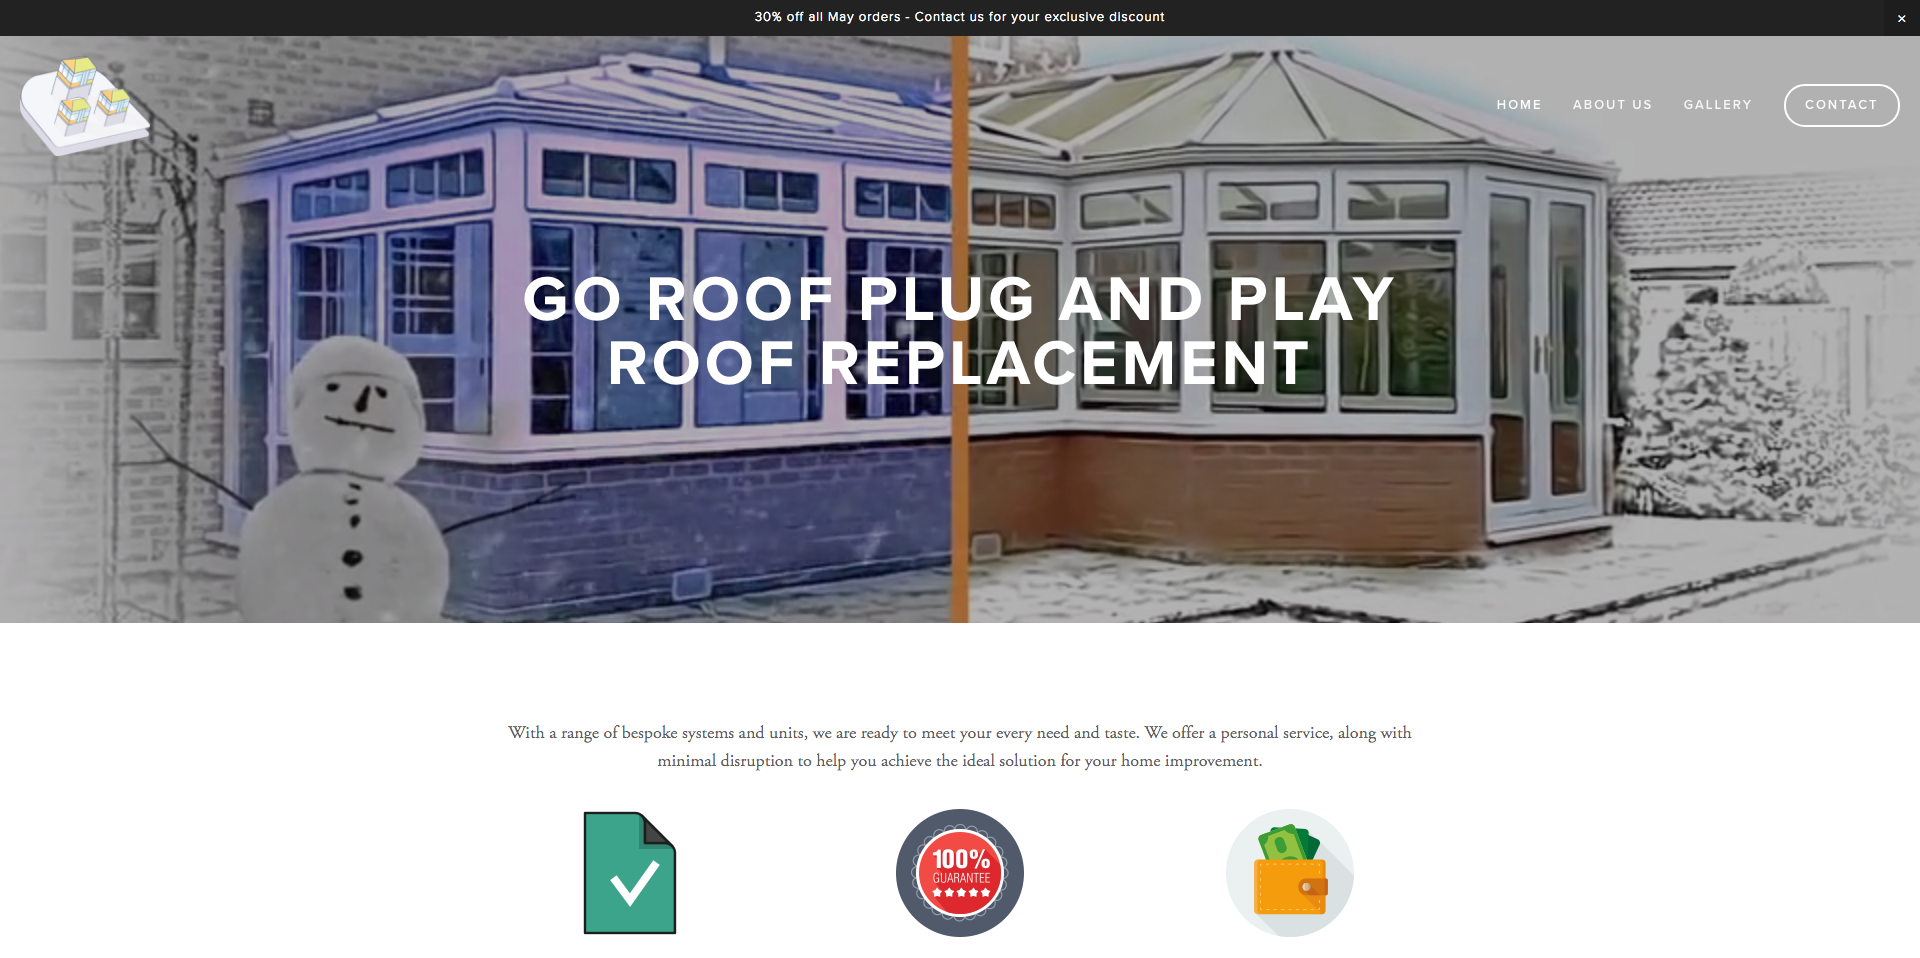 30% off all May orders - Contact us for your exclusive discount
×
HOME
ABOUT US
GALLERY
CONTACT
GO ROOF PLUG AND PLAY
ROOF REPLACEMENT
With a range of bespoke systems and units, we are ready to meet your every need and taste. We offer a personal service, along with
minimal disruption to help you achieve the ideal solution for your home improvement.
100%
GUARANTEE